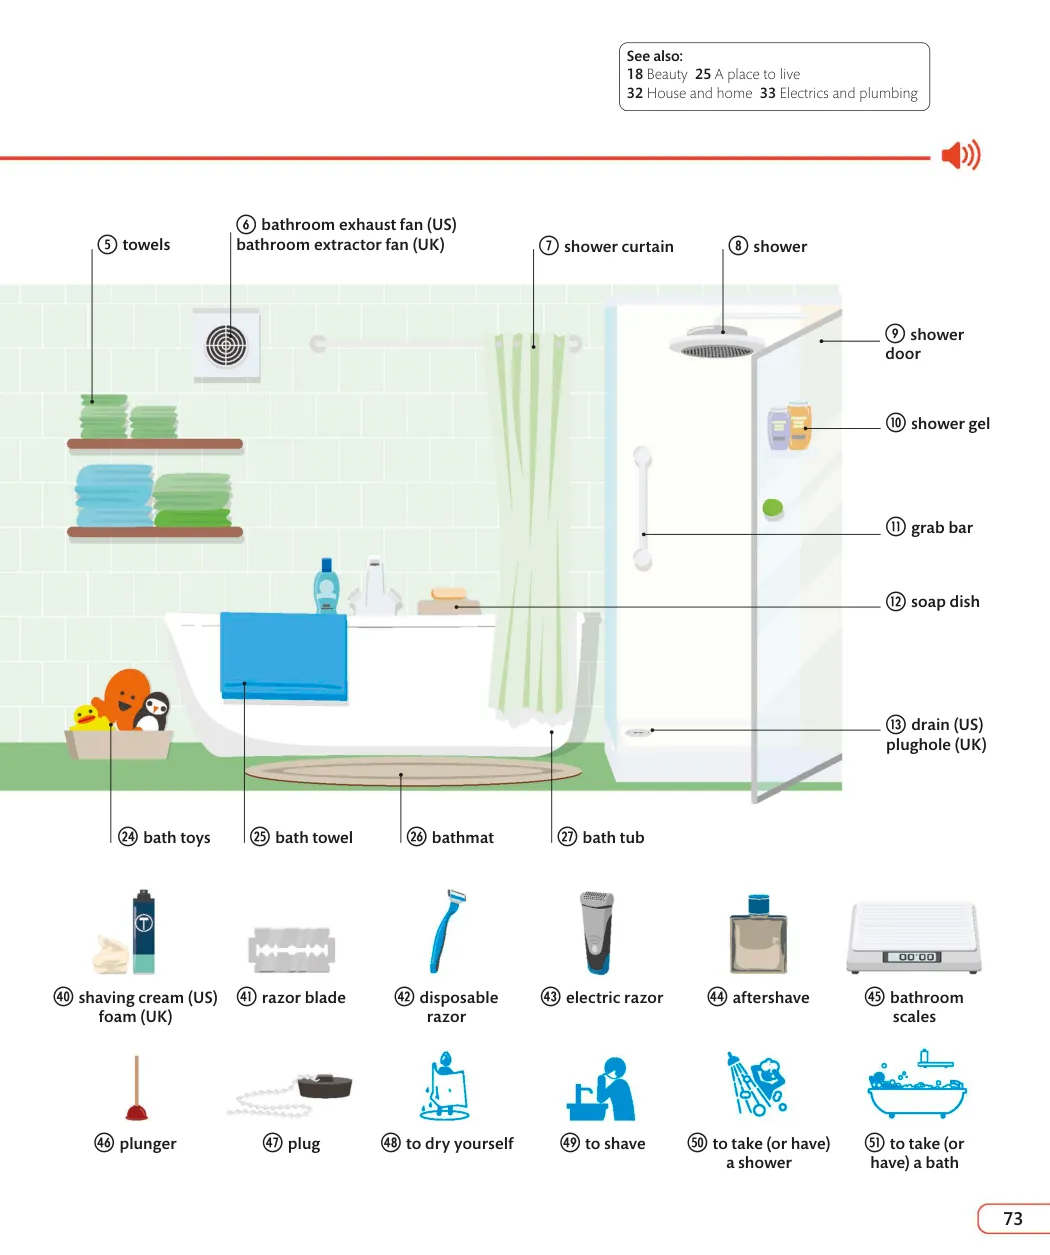 See also:
18 Beauty 25 A place to live
32 House and home 33 Electrics and plumbing
⑤ towels
⑥ bathroom exhaust fan (US)
bathroom extractor fan (UK)
⑦ shower curtain
⑧ shower
⑨ shower
door
⑩ shower gel
⑪ grab bar
⑫ soap dish
⑬ drain (US)
plughole (UK)
㉔ bath toys
㉕ bath towel
㉖ bathmat
㉗ bath tub
㊵ shaving cream (US)
foam (UK)
㊶ razor blade
㊷ disposable
razor
㊸ electric razor
㊹ aftershave
00:00
㊺ bathroom
scales
㊻ plunger
㊼ plug
㊽ to dry yourself
㊾ to shave
㊿ to take (or have)
a shower
51 to take (or
have) a bath
73